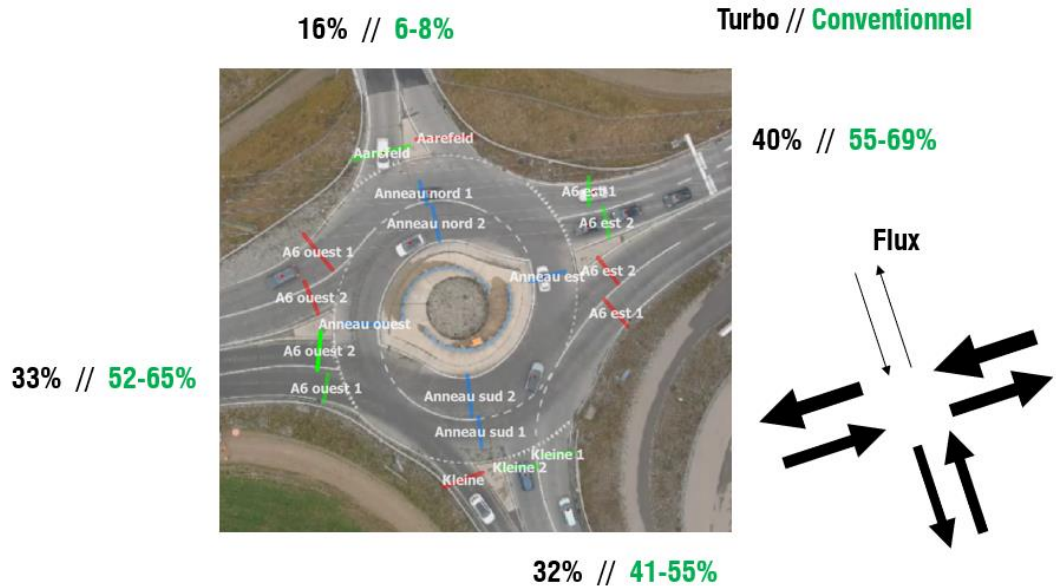 16% // 6-8%
Turbo // Conventionnel
40% // 55-69%
Aarefeld
Aarefeld
Anneau nord 1
A6 est 1
Anneau nord 2
A6 est 2
A6 ouest 1
Anneau est
A6 est 2
A6 ouest 2
A6 est 1
Anneau ouest
A6 ouest 2
A6 ouest 1
Anneau sud 2
Anneau sud 1
Kleine 1
Kleine 2
Kleine
Flux
33% // 52-65%
32% // 41-55%